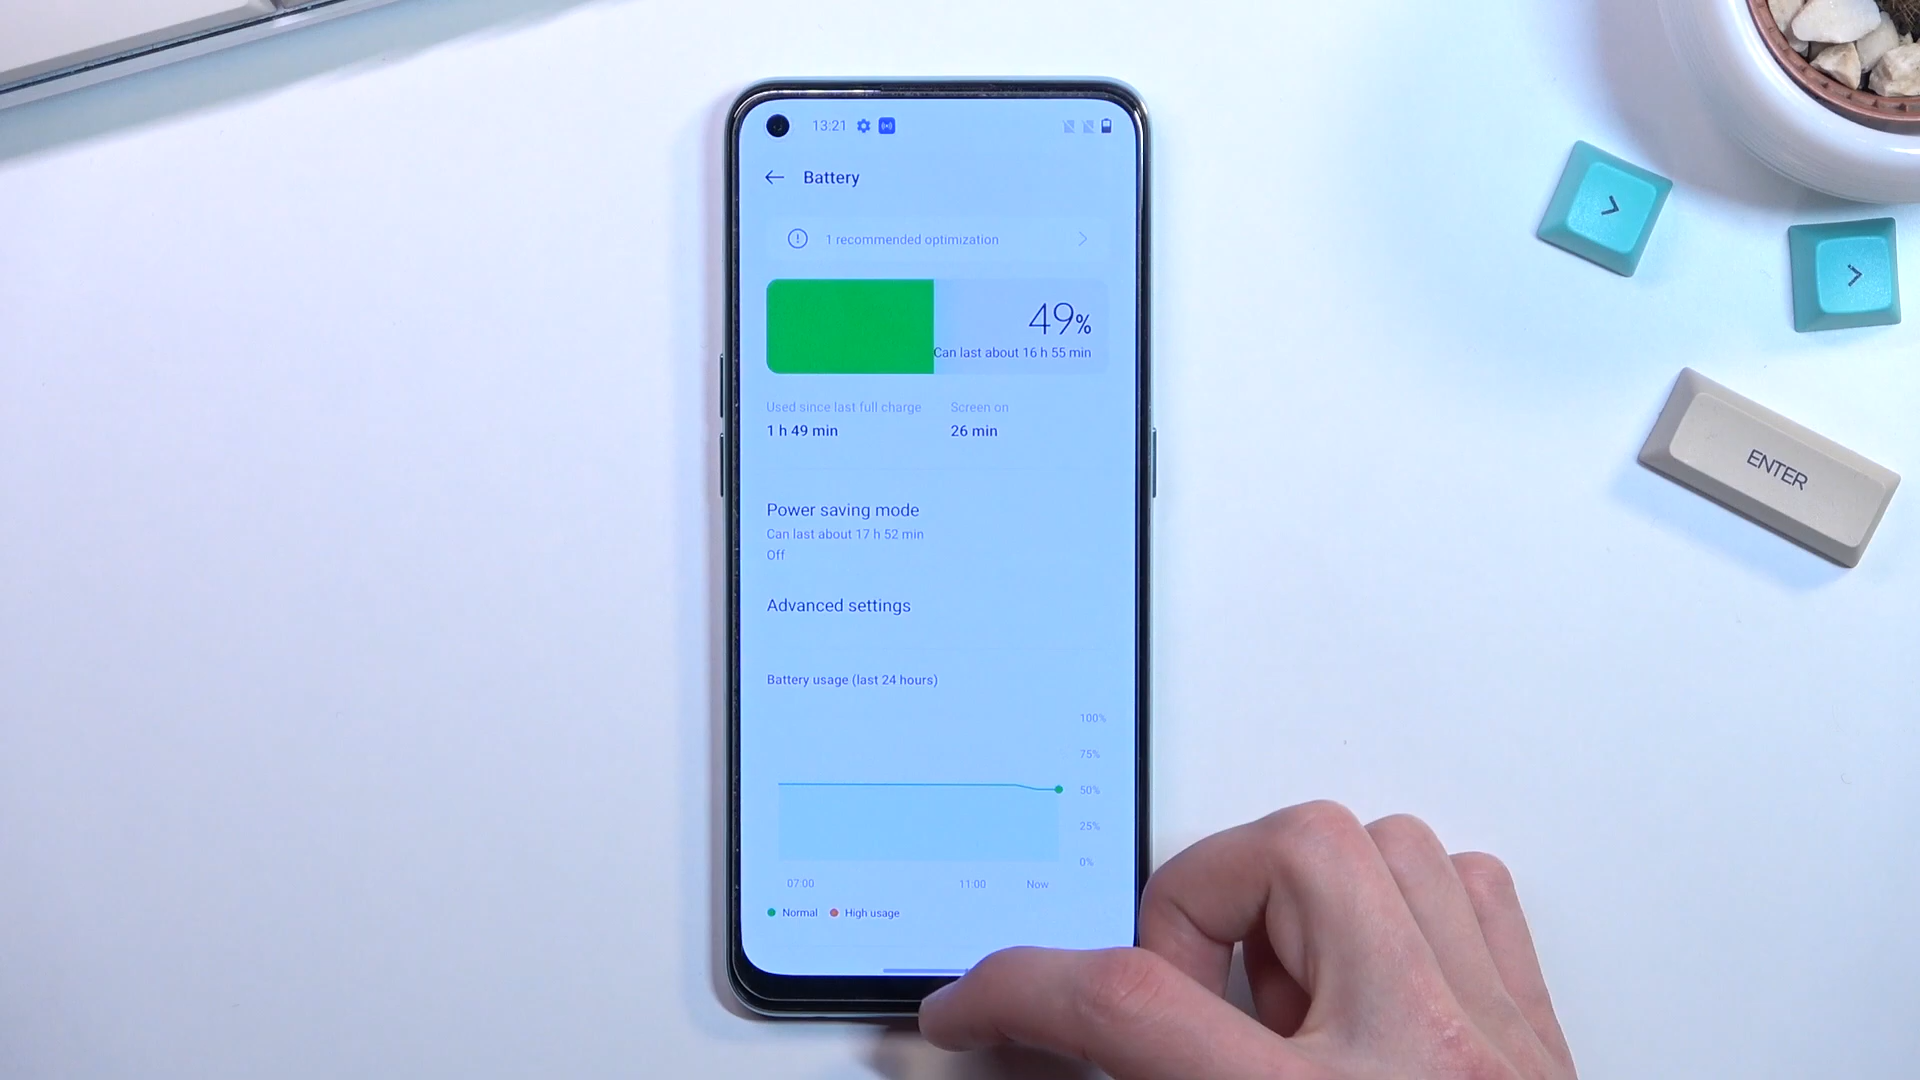 13:21
Battery
1 recommended optimization
49%
Can last about 16 h 55 min
Used since last full charge
Screen on
1 h 49 min
26 min
Power saving mode
Can last about 17 h 52 min
Off
Advanced settings
Battery usage (last 24 hours)
100%
75%
50%
25%
0%
07:00
11:00
Now
Normal
High usage
ENTER